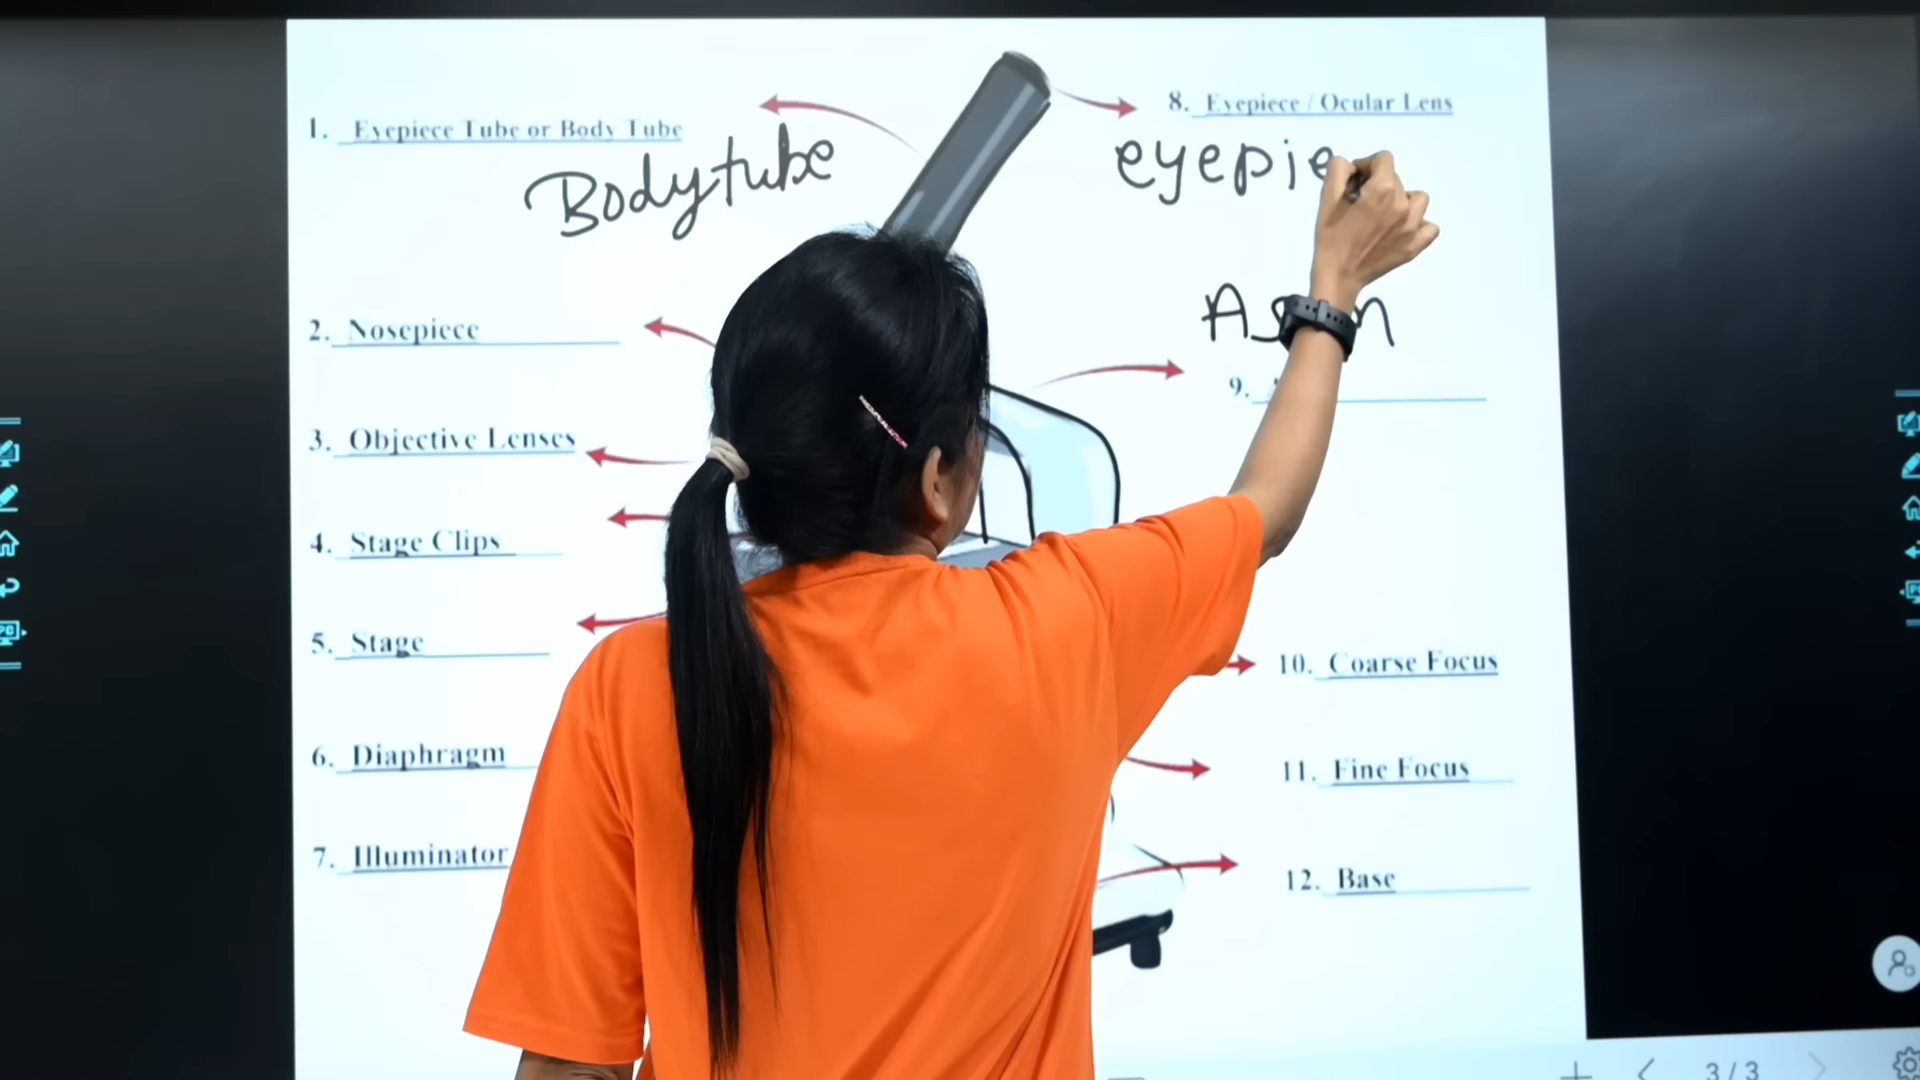 1. Eyepiece Tube or Body Tube
Bodytube
2. Nosepiece
3. Objective Lenses
4. Stage Clips
5. Stage
6. Diaphragm
7. Illuminator
8. Eyepiece / Ocular Lens
eyepie
9.
10. Coarse Focus
11. Fine Focus
12. Base
3 / 3